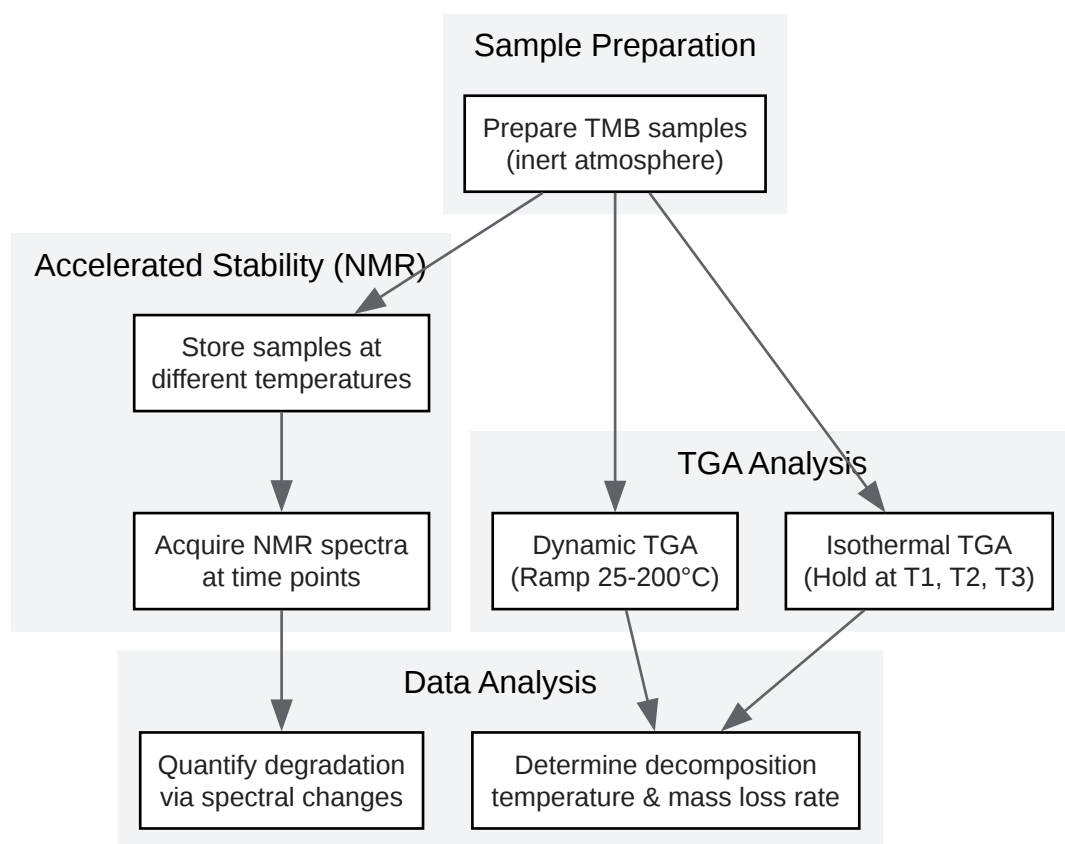 Sample Preparation
Prepare TMB samples
(inert atmosphere)
Accelerated Stability (NMR)
Store samples at
different temperatures
Acquire NMR spectra
at time points
TGA Analysis
Dynamic TGA
(Ramp 25-200°C)
Isothermal TGA
(Hold at T1, T2, T3)
Data Analysis
Quantify degradation
via spectral changes
Determine decomposition
temperature & mass loss rate